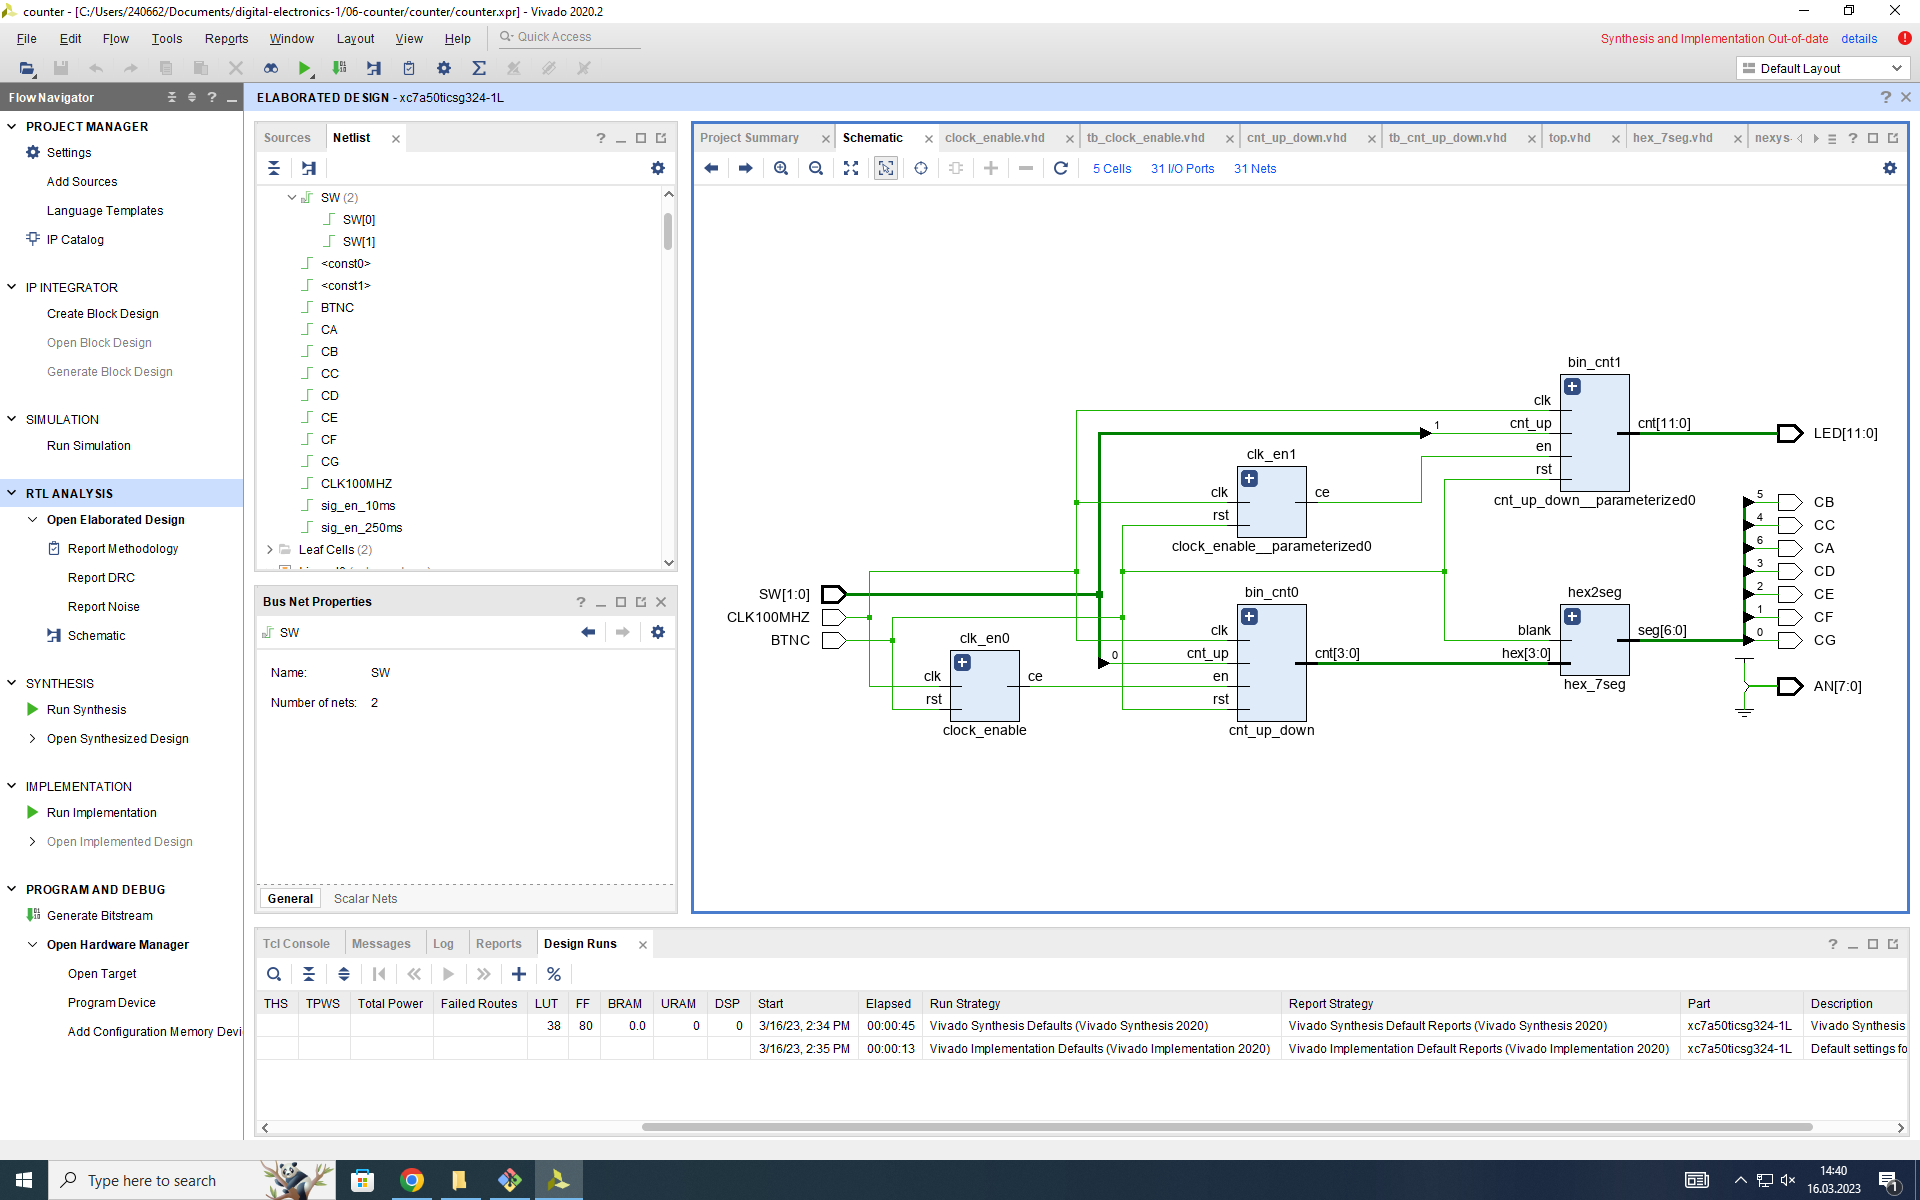 counter - [C:/Users/240662/Documents/digital-electronics-1/06-counter/counter/counter.xpr] - Vivado 2020.2
File Edit Flow Tools Reports Window Layout View Help Quick Access
Synthesis and Implementation Out-of-date details
Default Layout
Flow Navigator
PROJECT MANAGER
Settings
Add Sources
Language Templates
IP Catalog
IP INTEGRATOR
Create Block Design
Open Block Design
Generate Block Design
SIMULATION
Run Simulation
RTL ANALYSIS
Open Elaborated Design
Report Methodology
Report DRC
Report Noise
Schematic
SYNTHESIS
Run Synthesis
Open Synthesized Design
IMPLEMENTATION
Run Implementation
Open Implemented Design
PROGRAM AND DEBUG
Generate Bitstream
Open Hardware Manager
Open Target
Program Device
Add Configuration Memory Devi
ELABORATED DESIGN - xc7a50ticsg324-1L
Sources Netlist
SW (2)
SW[0]
SW[1]
<const0>
<const1>
BTNC
CA
CB
CC
CD
CE
CF
CG
CLK100MHZ
sig_en_10ms
sig_en_250ms
Leaf Cells (2)
Bus Net Properties
SW
Name: SW
Number of nets: 2
General Scalar Nets
Project Summary Schematic clock_enable.vhd tb_clock_enable.vhd cnt_up_down.vhd tb_cnt_up_down.vhd top.vhd hex_7seg.vhd nexys
5 Cells 31 I/O Ports 31 Nets
bin_cnt1
clk
cnt_up
en
rst
1
cnt[11:0]
LED[11:0]
cnt_up_down__parameterized0
clk_en1
clk
rst
ce
clock_enable__parameterized0
SW[1:0]
CLK100MHZ
BTNC
clk_en0
clk
rst
ce
clock_enable
bin_cnt0
clk
cnt_up
en
rst
0
cnt[3:0]
cnt_up_down
hex2seg
blank
hex[3:0]
seg[6:0]
hex_7seg
5 CB
4 CC
6 CA
3 CD
2 CE
1 CF
0 CG
AN[7:0]
Tcl Console Messages Log Reports Design Runs
THS TPWS Total Power Failed Routes LUT FF BRAM URAM DSP Start Elapsed Run Strategy Report Strategy Part Description
38 80 0.0 0 0 3/16/23, 2:34 PM 00:00:45 Vivado Synthesis Defaults (Vivado Synthesis 2020) Vivado Synthesis Default Reports (Vivado Synthesis 2020) xc7a50ticsg324-1L Vivado Synthesis
3/16/23, 2:35 PM 00:00:13 Vivado Implementation Defaults (Vivado Implementation 2020) Vivado Implementation Default Reports (Vivado Implementation 2020) xc7a50ticsg324-1L Default settings fo
Type here to search
14:40
16.03.2023
1